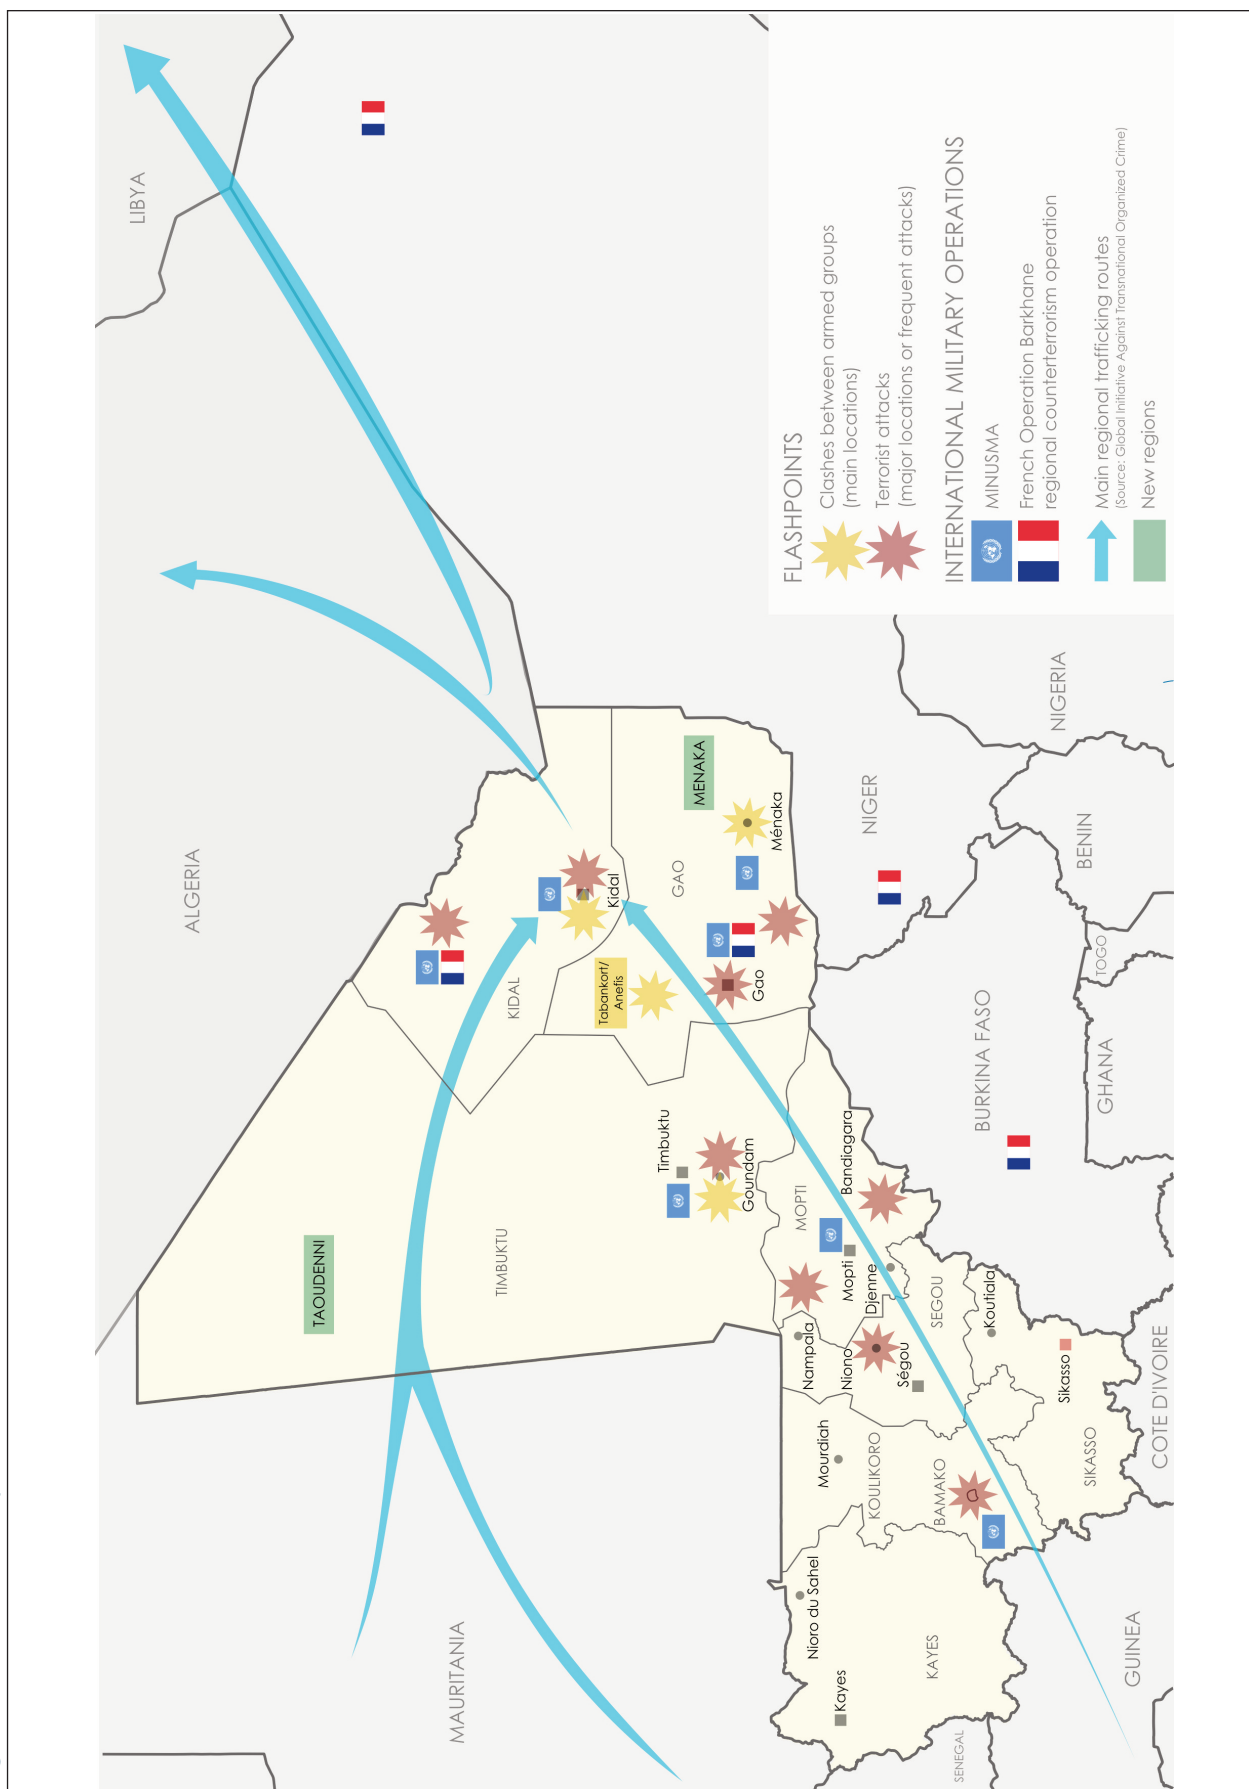 LIBYA
ALGERIA
MAURITANIA
TAOUDENNI
TIMBUKTU
KIDAL
Kidal
Tabankort/
Anefis
GAO
MENAKA
Ménaka
Gao
Timbuktu
Goundam
MOPTI
Bandiagara
Mopti
Djenne
Nampala
Niono
Ségou
SEGOU
Koutiala
Sikasso
SIKASSO
Mourdiah
KOULIKORO
BAMAKO
Nioro du Sahel
Kayes
KAYES
SENEGAL
GUINEA
COTE D'IVOIRE
BURKINA FASO
GHANA
TOGO
BENIN
NIGER
NIGERIA
FLASHPOINTS
Clashes between armed groups
(main locations)
Terrorist attacks
(major locations or frequent attacks)
INTERNATIONAL MILITARY OPERATIONS
MINUSMA
French Operation Barkhane
regional counterterrorism operation
Main regional trafficking routes
(Source: Global Initiative Against Transnational Organized Crime)
New regions